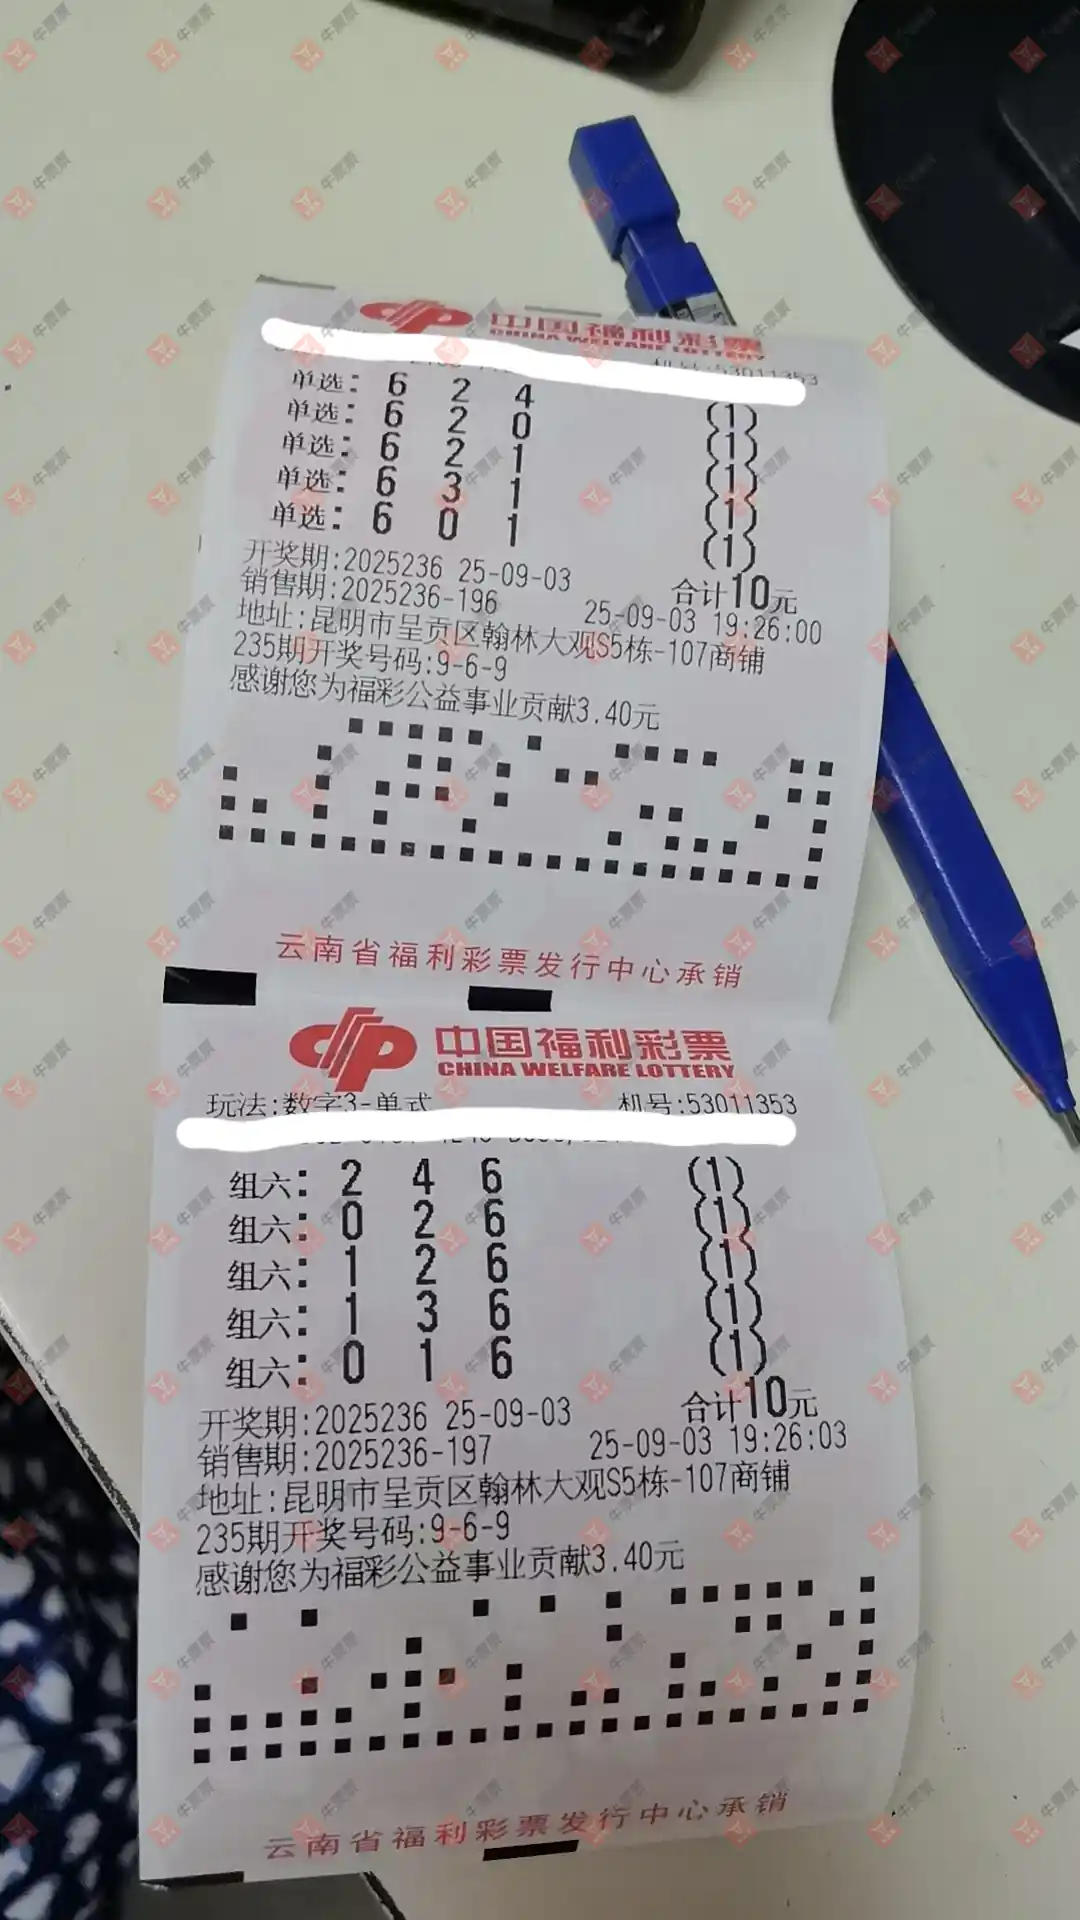 中国福利彩票
CHINA WELFARE LOTTERY
机号:53011353
单选: 6 2 4 (1)
单选: 6 2 0 (1)
单选: 6 2 1 (1)
单选: 6 3 1 (1)
单选: 6 0 1 (1)
开奖期:2025236 25-09-03 合计10元
销售期:2025236-196 25-09-03 19:26:00
地址:昆明市呈贡区翰林大观S5栋-107商铺
235期开奖号码:9-6-9
感谢您为福彩公益事业贡献3.40元
云南省福利彩票发行中心承销
中国福利彩票
CHINA WELFARE LOTTERY
玩法:数字3-单式 机号:53011353
组六: 2 4 6 (1)
组六: 0 2 6 (1)
组六: 1 2 6 (1)
组六: 1 3 6 (1)
组六: 0 1 6 (1)
开奖期:2025236 25-09-03 合计10元
销售期:2025236-197 25-09-03 19:26:03
地址:昆明市呈贡区翰林大观S5栋-107商铺
235期开奖号码:9-6-9
感谢您为福彩公益事业贡献3.40元
云南省福利彩票发行中心承销
牛票票